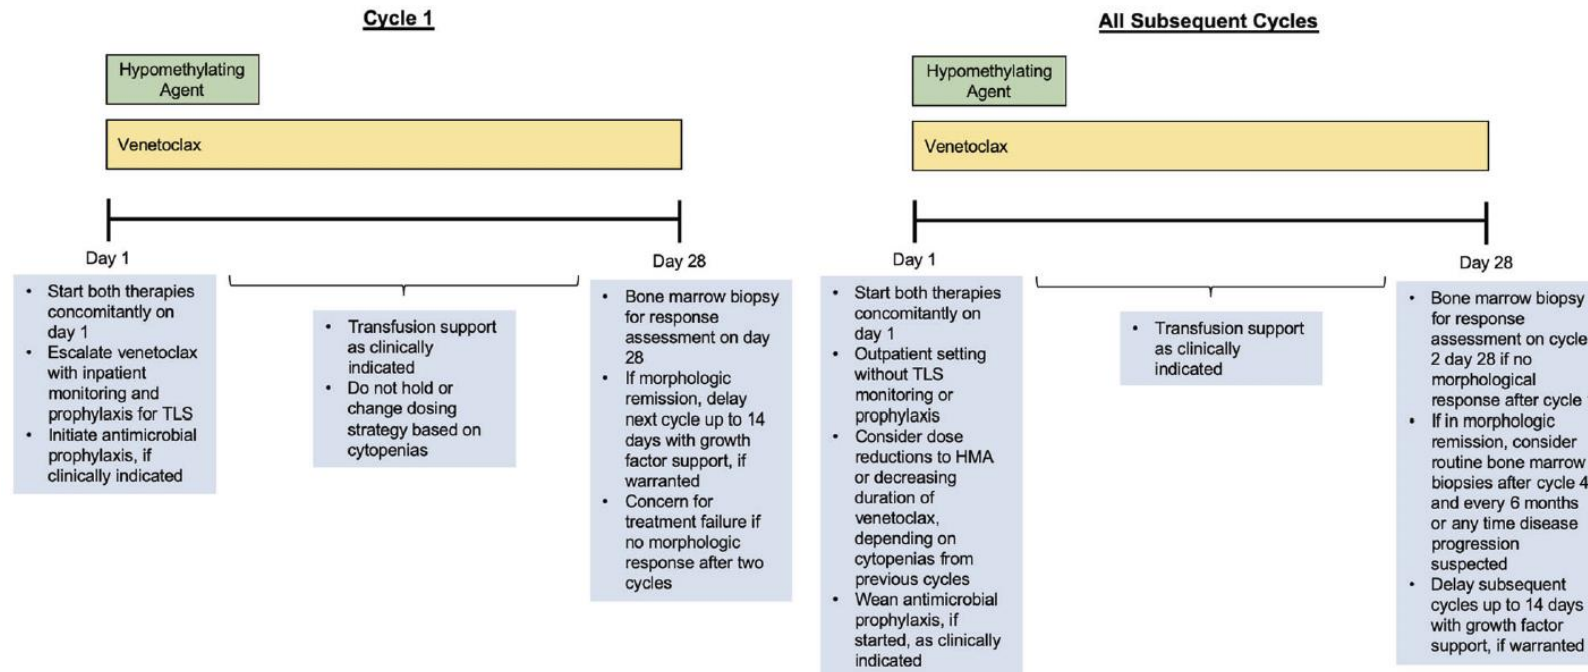 Cycle 1
Hypomethylating
Agent
Venetoclax
Day 1
• Start both therapies
concomitantly on
day 1
• Escalate venetoclax
with inpatient
monitoring and
prophylaxis for TLS
• Initiate antimicrobial
prophylaxis, if
clinically indicated
• Transfusion support
as clinically
indicated
• Do not hold or
change dosing
strategy based on
cytopenias
Day 28
• Bone marrow biopsy
for response
assessment on day
28
• If morphologic
remission, delay
next cycle up to 14
days with growth
factor support, if
warranted
• Concern for
treatment failure if
no morphologic
response after two
cycles
All Subsequent Cycles
Hypomethylating
Agent
Venetoclax
Day 1
• Start both therapies
concomitantly on
day 1
• Outpatient setting
without TLS
monitoring or
prophylaxis
• Consider dose
reductions to HMA
or decreasing
duration of
venetoclax,
depending on
cytopenias from
previous cycles
• Wean antimicrobial
prophylaxis, if
started, as clinically
indicated
• Transfusion support
as clinically
indicated
Day 28
• Bone marrow biopsy
for response
assessment on cycle
2 day 28 if no
morphological
response after cycle
• If in morphologic
remission, consider
routine bone marrow
biopsies after cycle 4
and every 6 months
or any time disease
progression
suspected
• Delay subsequent
cycles up to 14 days
with growth factor
support, if warranted